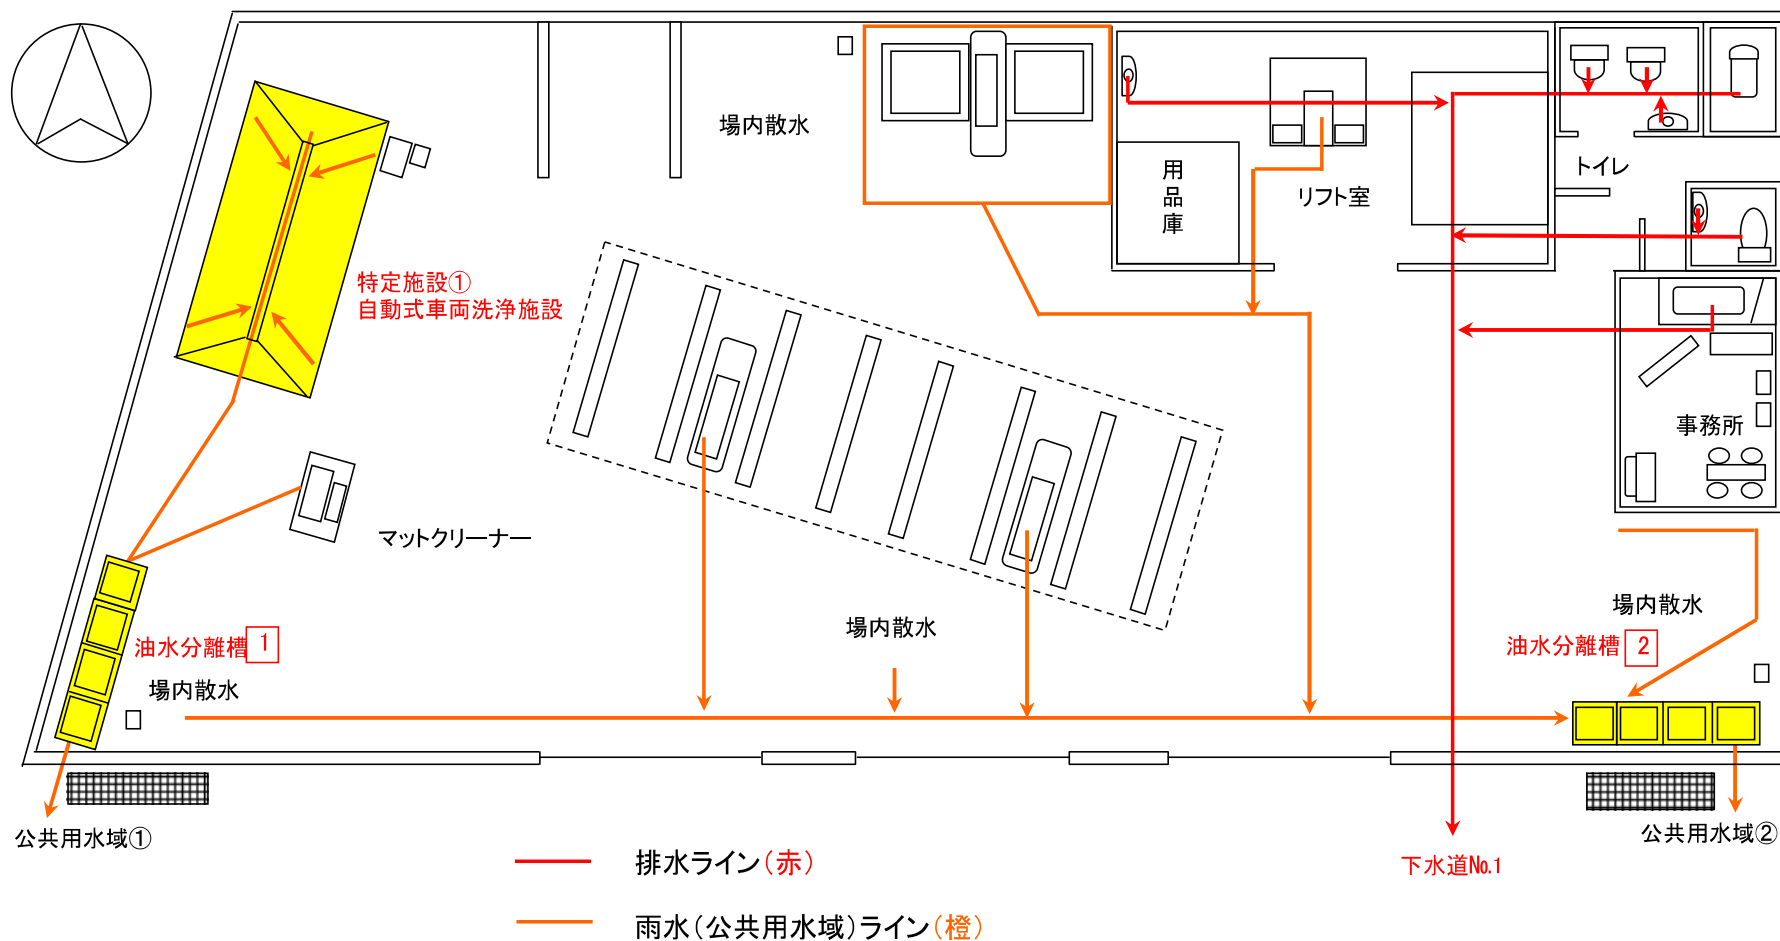 場内散水
トイレ
用品庫
リフト室
特定施設①
自動式車両洗浄施設
事務所
マットクリーナー
場内散水
場内散水
油水分離槽 1
油水分離槽 2
場内散水
公共用水域①
公共用水域②
下水道No.1
排水ライン(赤)
雨水(公共用水域)ライン(橙)